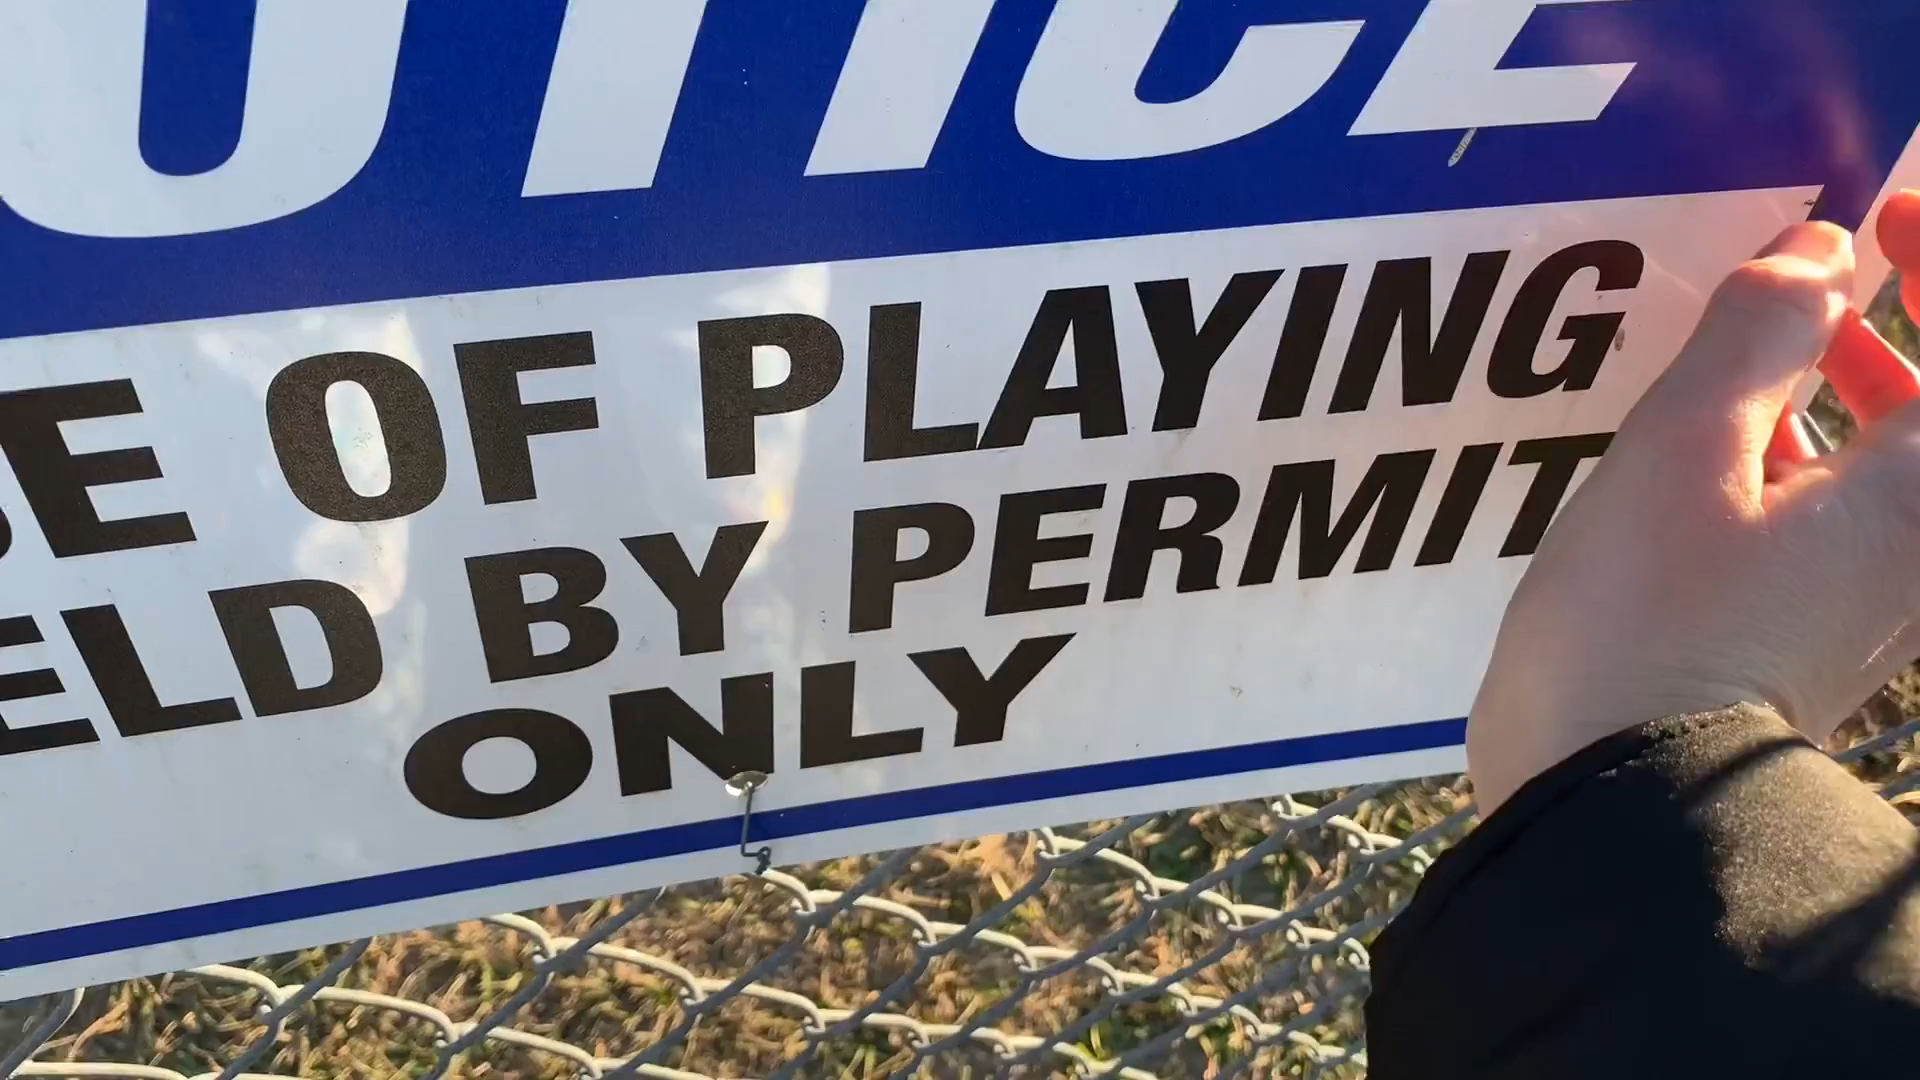 OTICE
SE OF PLAYING
ELD BY PERMIT
ONLY